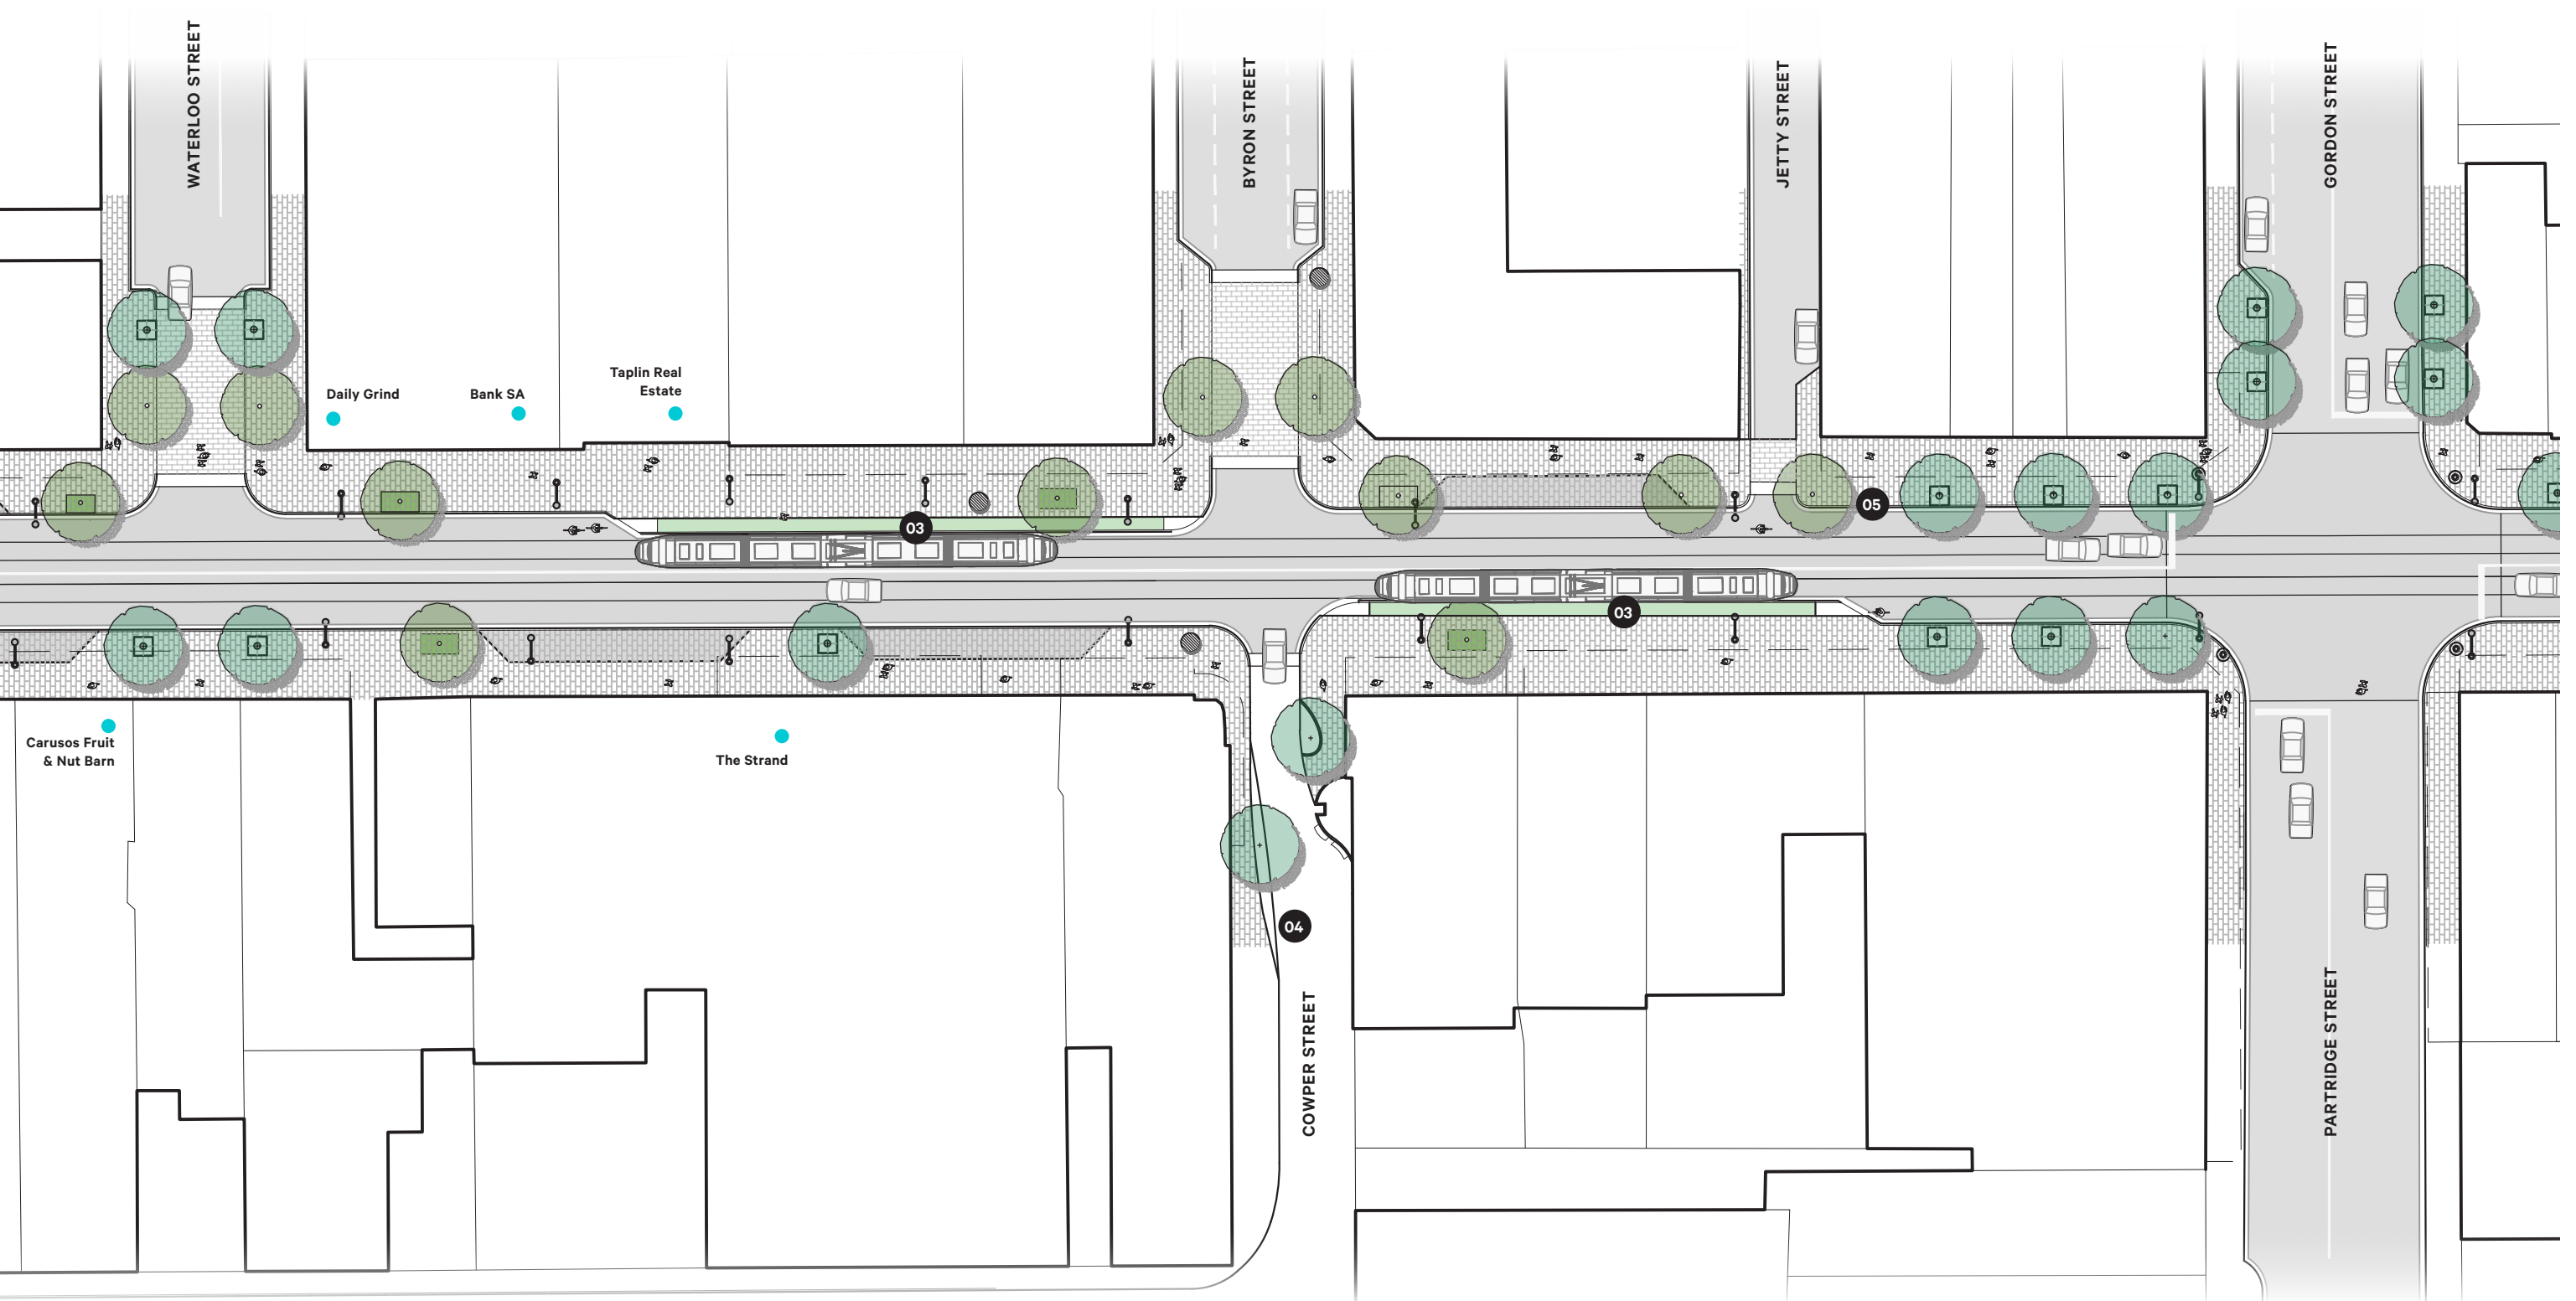 WATERLOO STREET
BYRON STREET
JETTY STREET
GORDON STREET
Daily Grind
Bank SA
Taplin Real
Estate
03
05
03
Carusos Fruit
& Nut Barn
The Strand
04
COWPER STREET
PARTRIDGE STREET